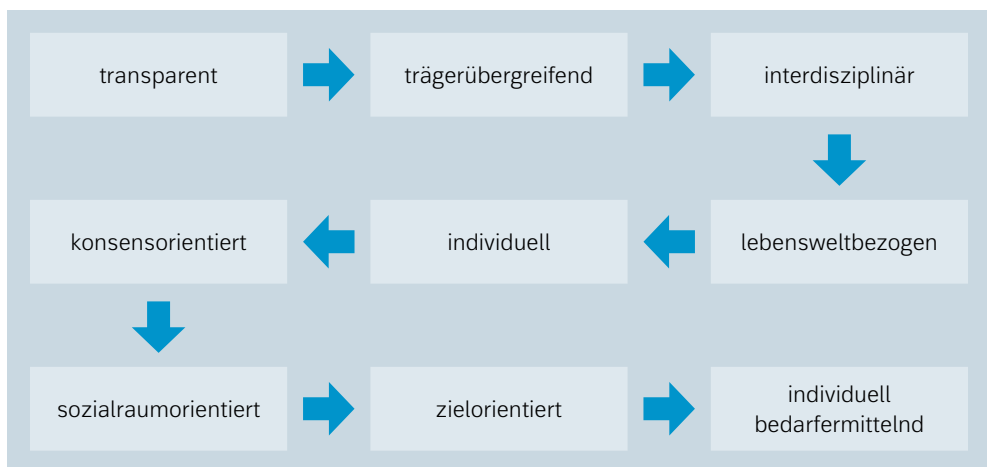 transparent
trägerübergreifend
interdisziplinär
lebensweltbezogen
individuell
konsensorientiert
sozialraumorientiert
zielorientiert
individuell
bedarfermittelnd